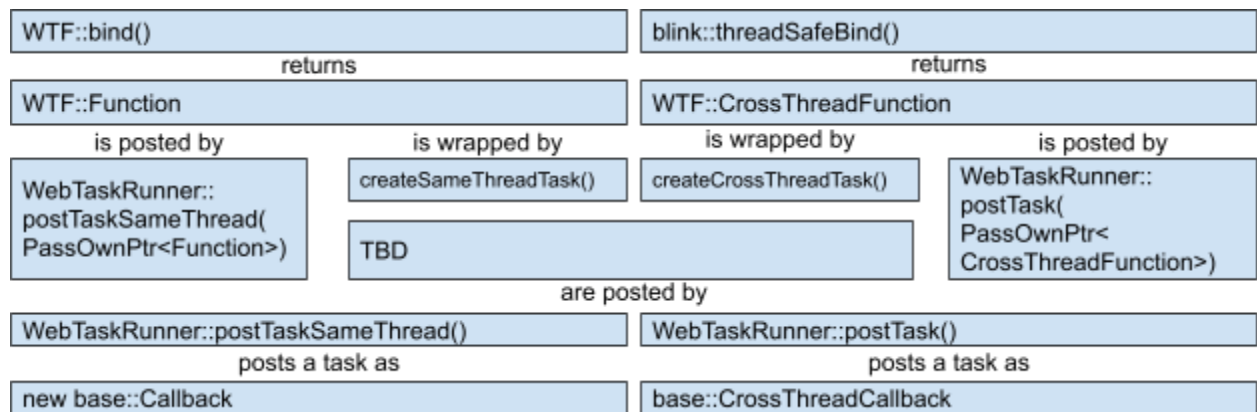 WTF::bind()
blink::threadSafeBind()
returns
returns
WTF::Function
WTF::CrossThreadFunction
is posted by
is wrapped by
is wrapped by
is posted by
WebTaskRunner::
postTaskSameThread(
PassOwnPtr<Function>)
createSameThreadTask()
createCrossThreadTask()
WebTaskRunner::
postTask(
PassOwnPtr<
CrossThreadFunction>)
TBD
are posted by
WebTaskRunner::postTaskSameThread()
WebTaskRunner::postTask()
posts a task as
posts a task as
new base::Callback
base::CrossThreadCallback